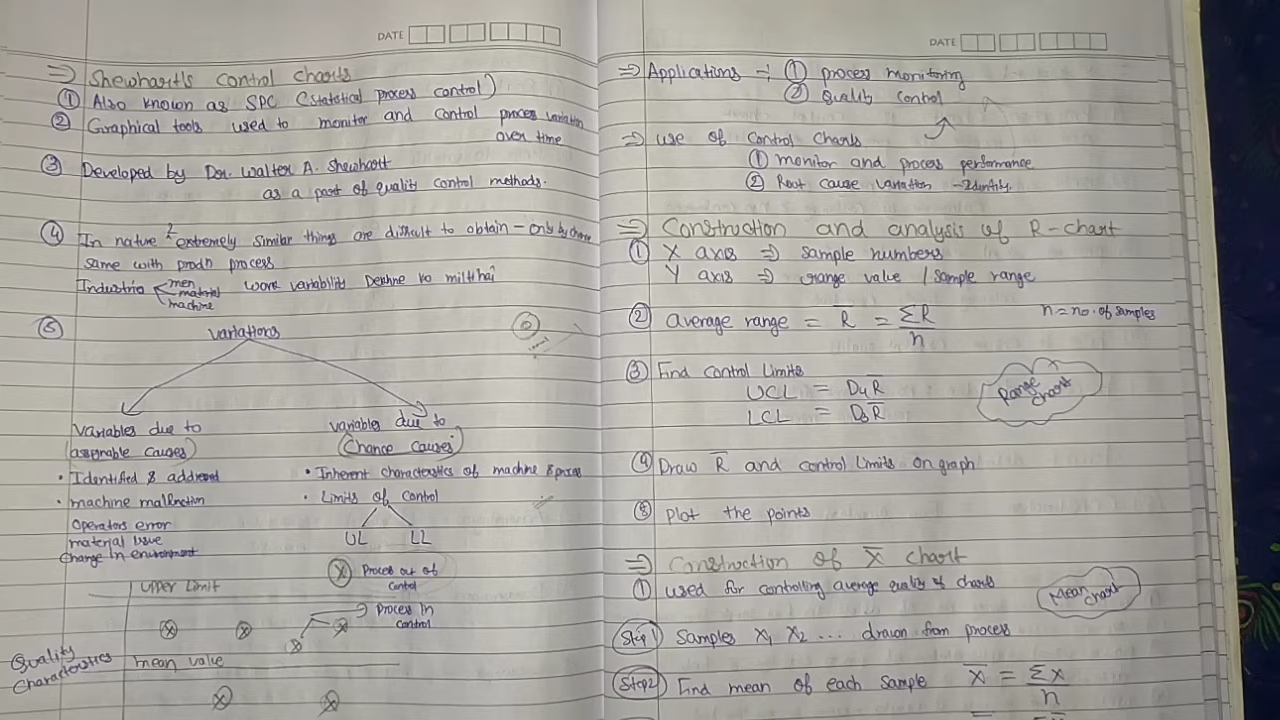 DATE
⇒ Shewhart's control charts
① Also known as SPC (Statistical process control)
② Graphical tools used to monitor and control process variation
over time
③ Developed by Dr. Walter A. Shewhart
as a part of quality control methods.
④ In nature 2 extremely similar things are difficult to obtain - only by chance
same with prodn process
Industria men material machine work variability Dekhne ko milti hai
⑤ Variations
Variables due to assignable causes
• Identified & addressed
• machine malfnction
Operators error
material issue
Change in environment
variables due to Chance causes
• Inherent characteristics of machine & process
• Limits of control
UL LL
ⓧ Process out of control
Upper Limit
Process in control
Quality Characteristics
mean value
DATE
⇒ Applications → ① process monitoring
② Quality control
⇒ use of control charts
① monitor and process performance
② Root cause variation - Identify.
⇒ Construction and analysis of R-chart
① X axis ⇒ sample numbers
Y axis ⇒ range value / sample range
② average range = R̅ = ΣR / n n = no. of samples
③ Find control Limits
UCL = D₄R̅
LCL = D₃R̅
Range chart
④ Draw R̅ and control Limits on graph
⑤ Plot the points
⇒ Construction of X̅ chart
① used for controlling average quality of charts
Mean chart
Step 1 Samples X₁ X₂ ... drawn from process
Step 2 Find mean of each sample X̅ = Σx / n